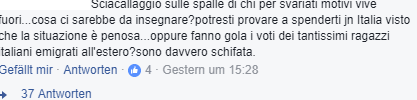 Sciacallaggio sulle spalle di chi per svariati motivi vive
fuori...cosa ci sarebbe da insegnare?potresti provare a spenderti jn Italia visto
che la situazione è penosa...oppure fanno gola i voti dei tantissimi ragazzi
italiani emigrati all'estero?sono davvero schifata.
Gefällt mir · Antworten · 4 · Gestern um 15:28
37 Antworten